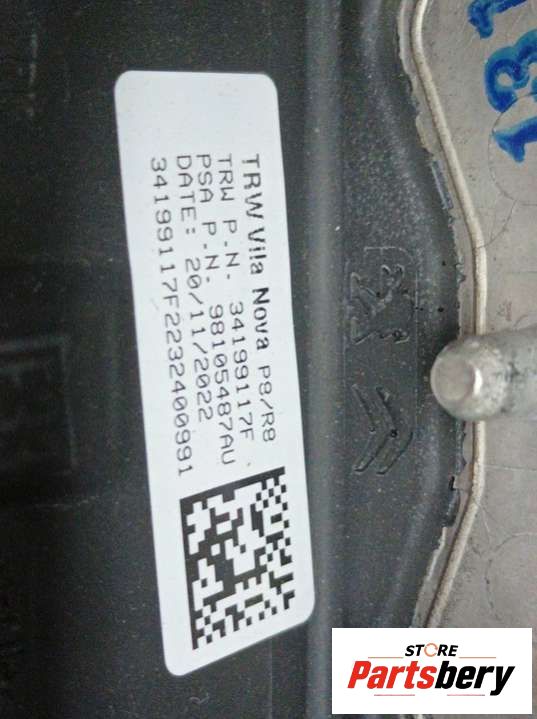 TRW Vila Nova P8/R8
TRW P.N. 34199117F
PSA P.N. 98105487AU
DATE: 20/11/2022
34199117F2232400991
STORE
Partsbery